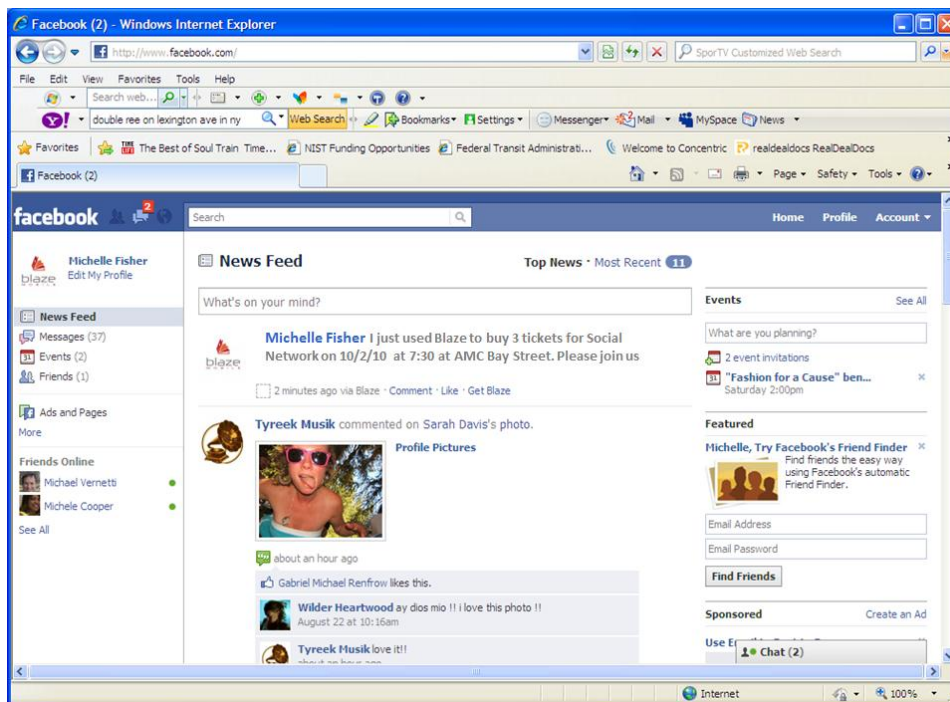 Facebook (2) - Windows Internet Explorer
http://www.facebook.com/
SporTV Customized Web Search
File Edit View Favorites Tools Help
Search web...
Y! double ree on lexington ave in ny Web Search Bookmarks Settings Messenger Mail MySpace News
Favorites The Best of Soul Train Time... NIST Funding Opportunities Federal Transit Administrati... Welcome to Concentric realdealdocs RealDealDocs
Facebook (2) Page Safety Tools
facebook 2 Search Home Profile Account
blaze
Michelle Fisher
Edit My Profile
News Feed
Messages (37)
31 Events (2)
Friends (1)
Ads and Pages
More
Friends Online
Michael Vernetti
Michele Cooper
See All
News Feed Top News · Most Recent 11
What's on your mind?
blaze
Michelle Fisher I just used Blaze to buy 3 tickets for Social
Network on 10/2/10 at 7:30 at AMC Bay Street. Please join us
2 minutes ago via Blaze · Comment · Like · Get Blaze
Tyreek Musik commented on Sarah Davis's photo.
Profile Pictures
about an hour ago
Gabriel Michael Renfrow likes this.
Wilder Heartwood ay dios mio !! i love this photo !!
August 22 at 10:16am
Tyreek Musik love it!!
about an hour ago
Events See All
What are you planning?
2 event invitations
31 "Fashion for a Cause" ben...
Saturday 2:00pm
Featured
Michelle, Try Facebook's Friend Finder
Find friends the easy way
using Facebook's automatic
Friend Finder.
Email Address
Email Password
Find Friends
Sponsored Create an Ad
Use
Chat (2)
Internet 100%